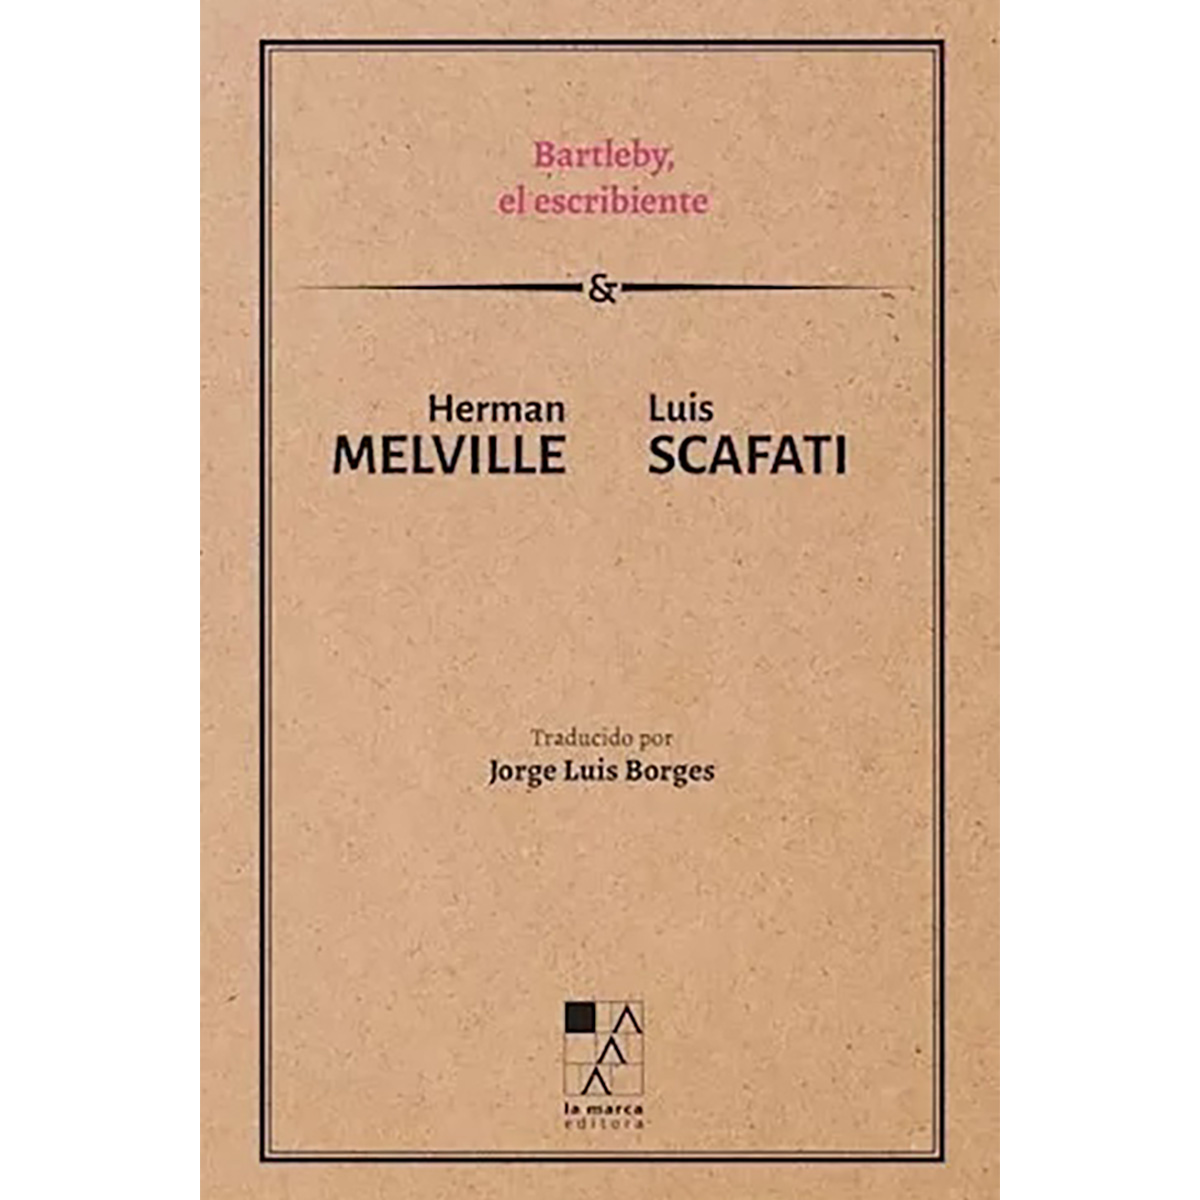 Bartleby,
el escribiente
&
Herman
MELVILLE
Luis
SCAFATI
Traducido por
Jorge Luis Borges
la marca
editora